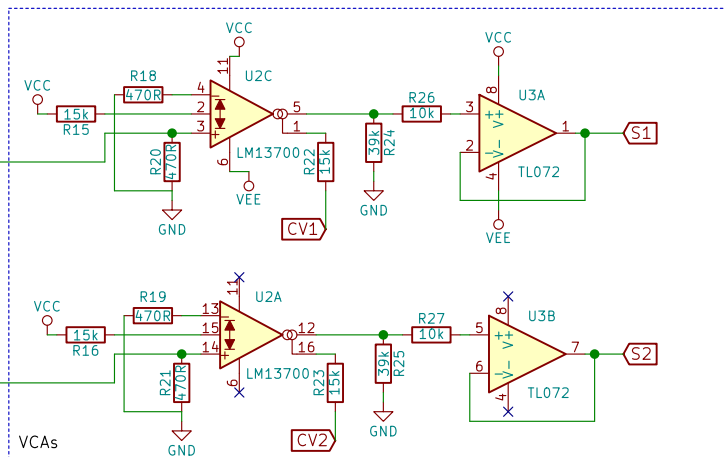 VCC
VCC
11
U2C
VCC
R18
470R
4
15k
R15
2
3
5
1
R20
470R
6
LM13700
R22
15k
VEE
GND
CV1
39k
R24
GND
R26
10k
3
2
8
U3A
V+
V-
+
-
1
4
TL072
VEE
S1
VCC
11
U2A
R19
470R
13
15k
R16
15
14
12
16
R21
470R
6
LM13700
R23
15k
GND
CV2
39k
R25
GND
R27
10k
5
6
8
U3B
V+
V-
+
-
7
4
TL072
S2
VCAs